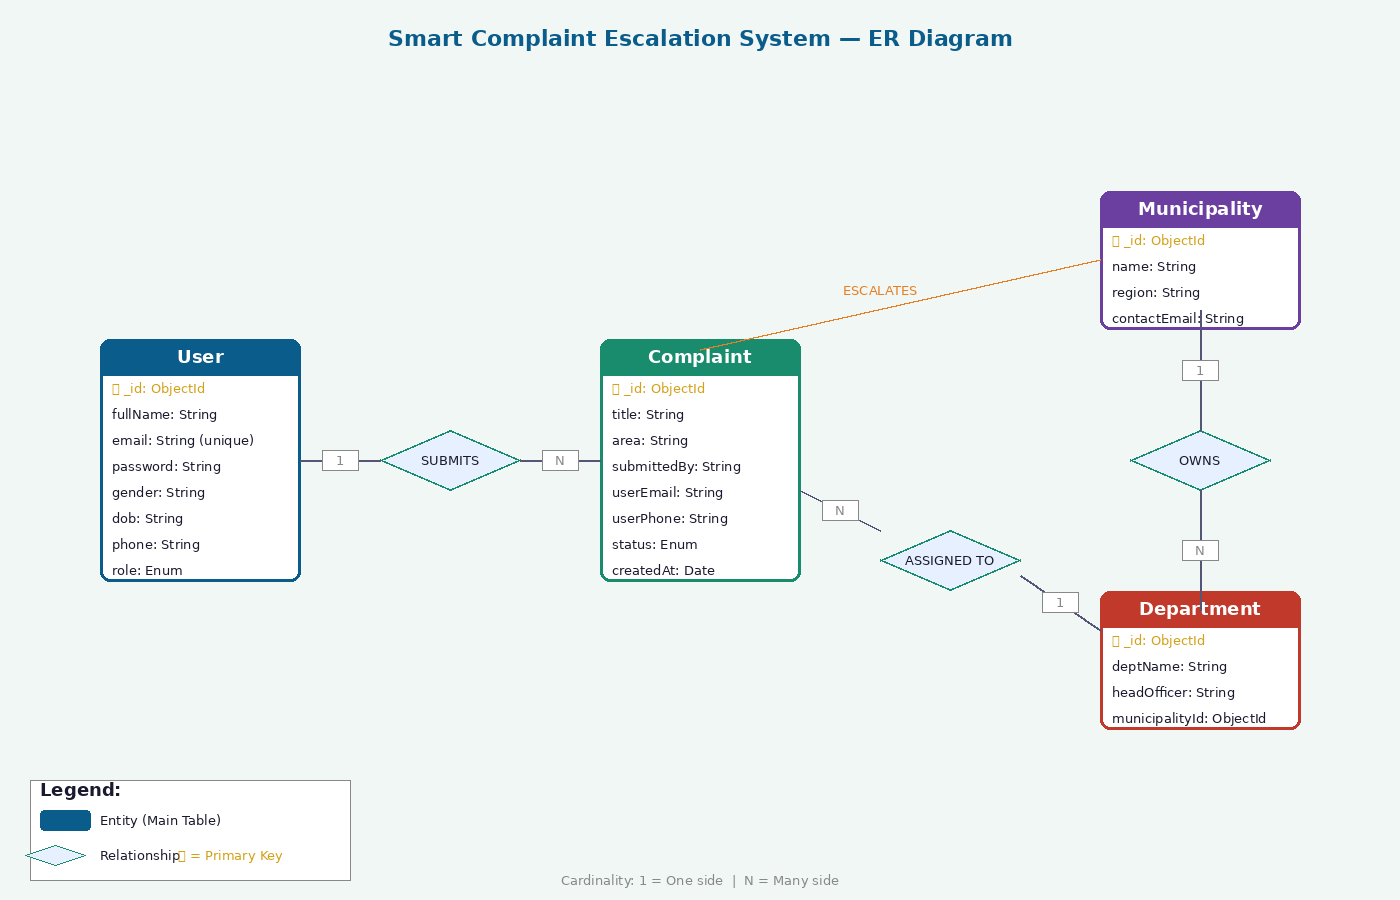 Smart Complaint Escalation System — ER Diagram
Municipality
_id: ObjectId
name: String
region: String
contactEmail: String
ESCALATES
User
_id: ObjectId
fullName: String
email: String (unique)
password: String
gender: String
dob: String
phone: String
role: Enum
1
SUBMITS
N
Complaint
_id: ObjectId
title: String
area: String
submittedBy: String
userEmail: String
userPhone: String
status: Enum
createdAt: Date
N
ASSIGNED TO
1
1
OWNS
N
Department
_id: ObjectId
deptName: String
headOfficer: String
municipalityId: ObjectId
Legend:
Entity (Main Table)
Relationship
= Primary Key
Cardinality: 1 = One side | N = Many side